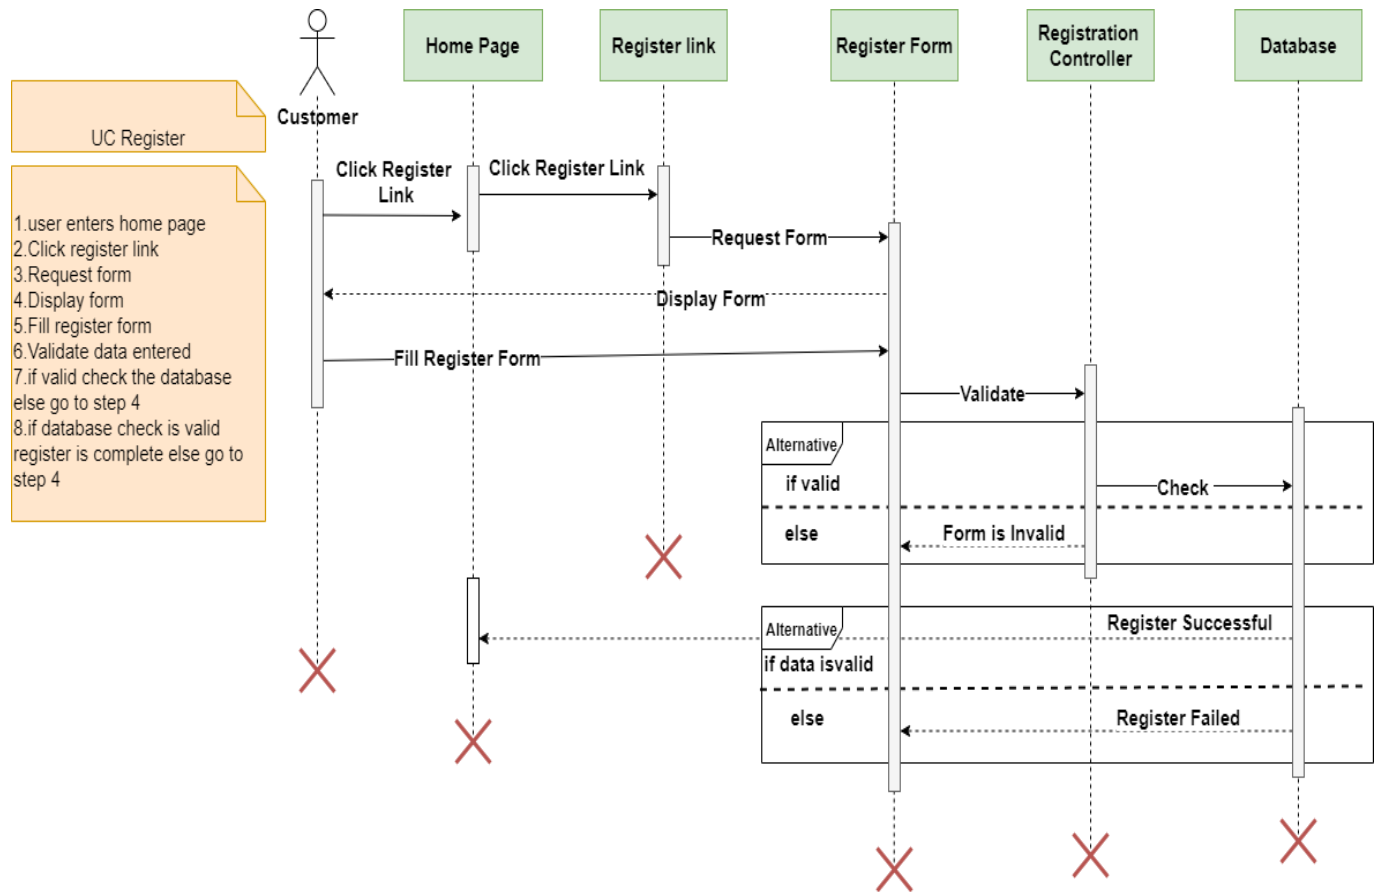 Home Page
Register link
Register Form
Registration
Controller
Database
Customer
UC Register
Click Register
Link
Click Register Link
1.user enters home page
2.Click register link
3.Request form
4.Display form
5.Fill register form
6.Validate data entered
7.if valid check the database
else go to step 4
8.if database check is valid
register is complete else go to
step 4
Request Form
Display Form
Fill Register Form
Validate
Alternative
if valid
Check
else
Form is Invalid
Alternative
Register Successful
if data isvalid
else
Register Failed